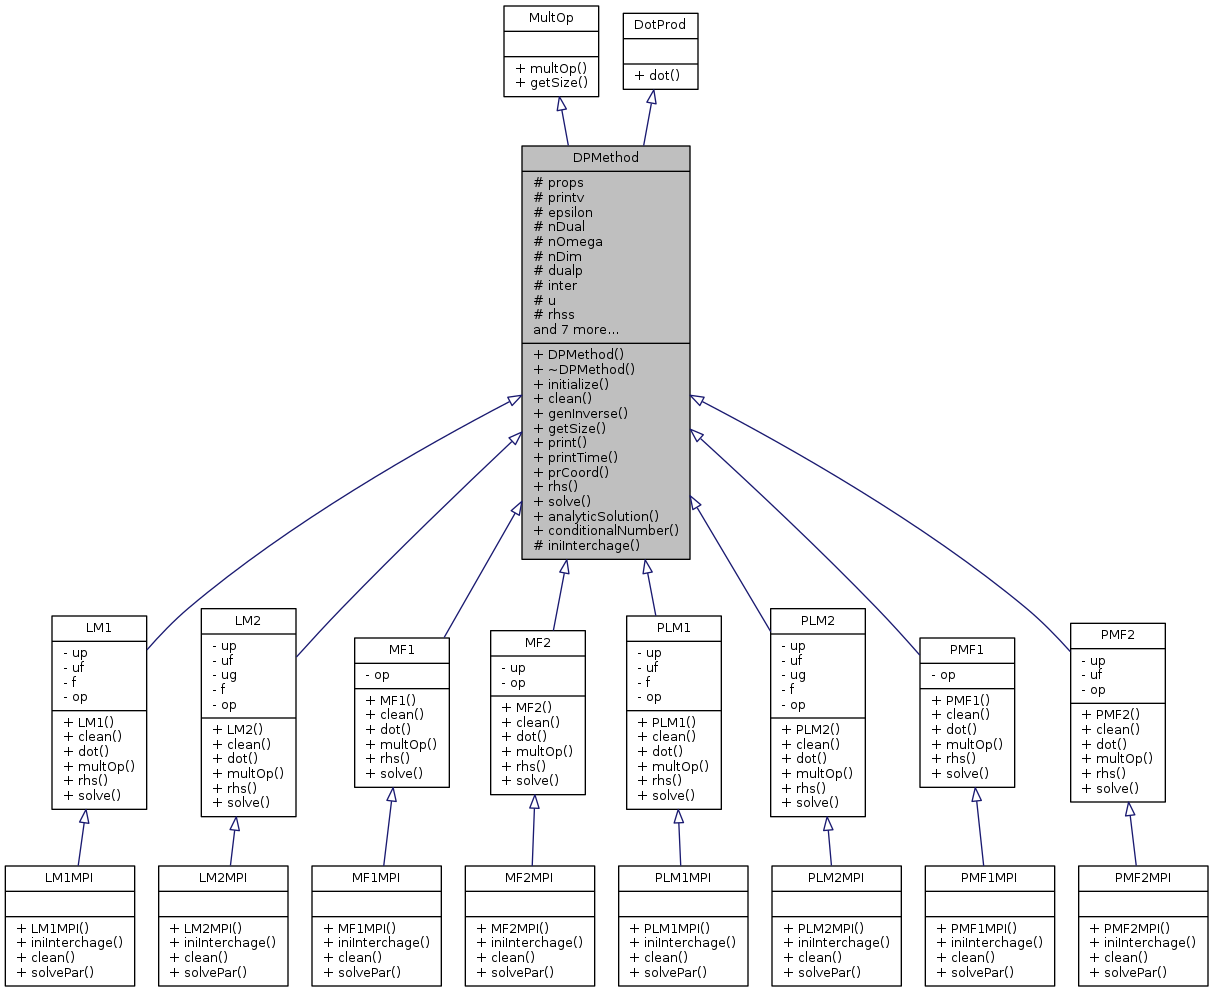 MultOp
+ multOp()
+ getSize()
DotProd
+ dot()
DPMethod
# props
# printv
# epsilon
# nDual
# nOmega
# nDim
# dualp
# inter
# u
# rhss
and 7 more...
+ DPMethod()
+ ~DPMethod()
+ initialize()
+ clean()
+ genInverse()
+ getSize()
+ print()
+ printTime()
+ prCoord()
+ rhs()
+ solve()
+ analyticSolution()
+ conditionalNumber()
# iniInterchage()
LM1
- up
- uf
- f
- op
+ LM1()
+ clean()
+ dot()
+ multOp()
+ rhs()
+ solve()
LM2
- up
- uf
- ug
- f
- op
+ LM2()
+ clean()
+ dot()
+ multOp()
+ rhs()
+ solve()
MF1
- op
+ MF1()
+ clean()
+ dot()
+ multOp()
+ rhs()
+ solve()
MF2
- up
- op
+ MF2()
+ clean()
+ dot()
+ multOp()
+ rhs()
+ solve()
PLM1
- up
- uf
- f
- op
+ PLM1()
+ clean()
+ dot()
+ multOp()
+ rhs()
+ solve()
PLM2
- up
- uf
- ug
- f
- op
+ PLM2()
+ clean()
+ dot()
+ multOp()
+ rhs()
+ solve()
PMF1
- op
+ PMF1()
+ clean()
+ dot()
+ multOp()
+ rhs()
+ solve()
PMF2
- up
- uf
- op
+ PMF2()
+ clean()
+ dot()
+ multOp()
+ rhs()
+ solve()
LM1MPI
+ LM1MPI()
+ iniInterchage()
+ clean()
+ solvePar()
LM2MPI
+ LM2MPI()
+ iniInterchage()
+ clean()
+ solvePar()
MF1MPI
+ MF1MPI()
+ iniInterchage()
+ clean()
+ solvePar()
MF2MPI
+ MF2MPI()
+ iniInterchage()
+ clean()
+ solvePar()
PLM1MPI
+ PLM1MPI()
+ iniInterchage()
+ clean()
+ solvePar()
PLM2MPI
+ PLM2MPI()
+ iniInterchage()
+ clean()
+ solvePar()
PMF1MPI
+ PMF1MPI()
+ iniInterchage()
+ clean()
+ solvePar()
PMF2MPI
+ PMF2MPI()
+ iniInterchage()
+ clean()
+ solvePar()